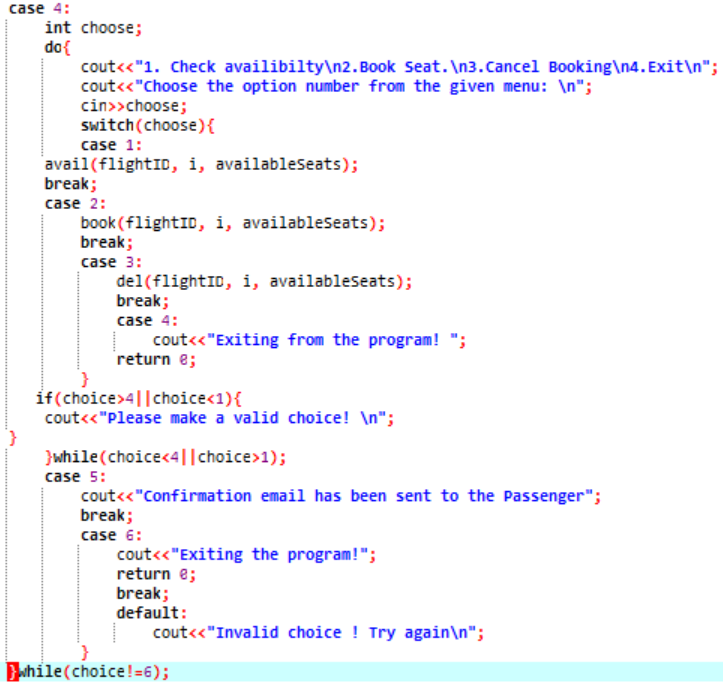 case 4:
int choose;
do{
cout<<"1. Check availibilty\n2.Book Seat.\n3.Cancel Booking\n4.Exit\n";
cout<<"Choose the option number from the given menu: \n";
cin>>choose;
switch(choose){
case 1:
avail(flightID, i, availableSeats);
break;
case 2:
book(flightID, i, availableSeats);
break;
case 3:
del(flightID, i, availableSeats);
break;
case 4:
cout<<"Exiting from the program! ";
return 0;
}
if(choice>4||choice<1){
cout<<"Please make a valid choice! \n";
}
}while(choice<4||choice>1);
case 5:
cout<<"Confirmation email has been sent to the Passenger";
break;
case 6:
cout<<"Exiting the program!";
return 0;
break;
default:
cout<<"Invalid choice ! Try again\n";
}
}while(choice!=6);